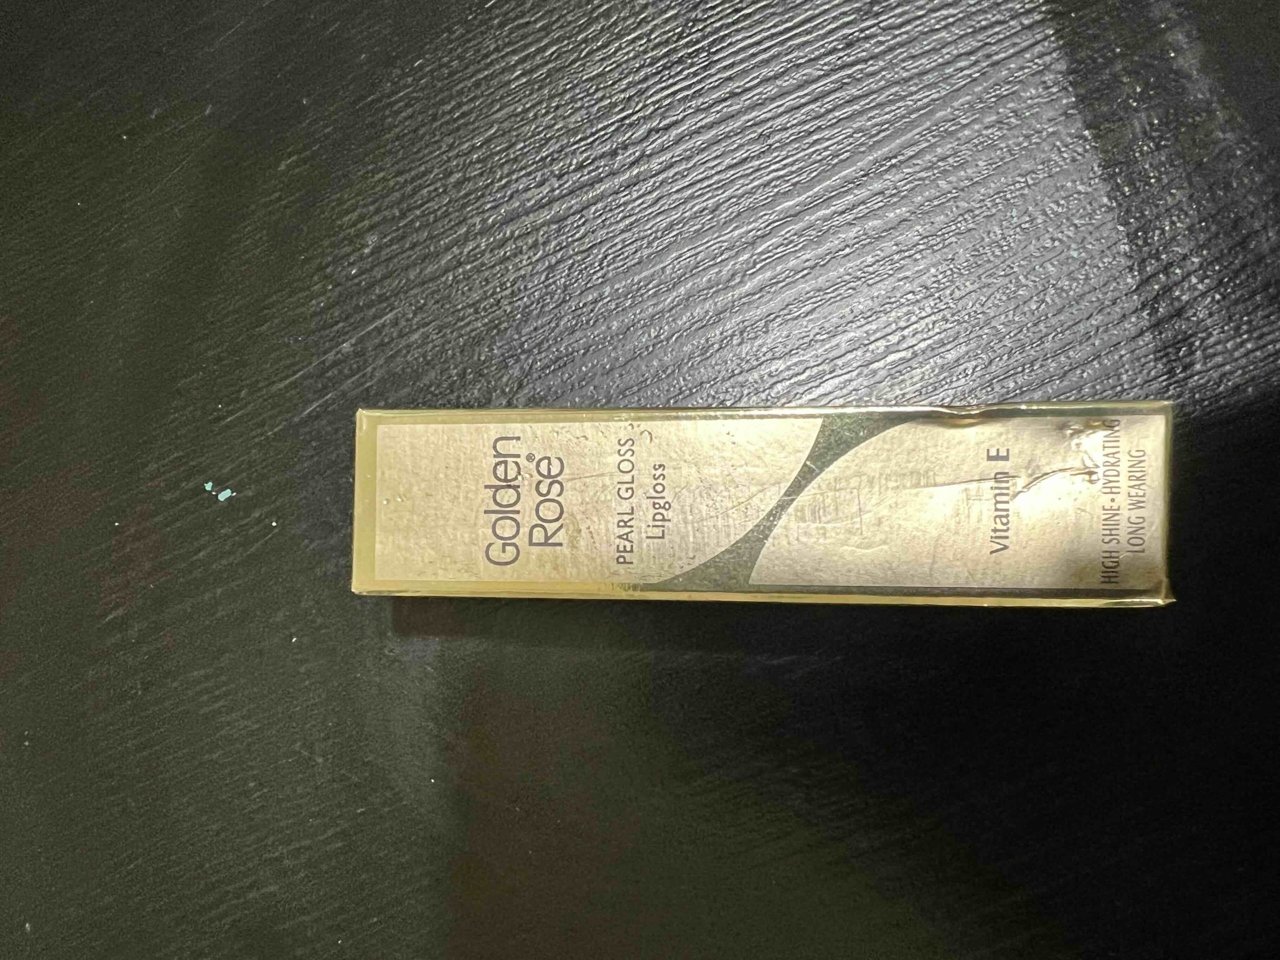 Golden
Rose®
PEARL GLOSS
Lipgloss
Vitamin E
HIGH SHINE • HYDRATING
LONG WEARING